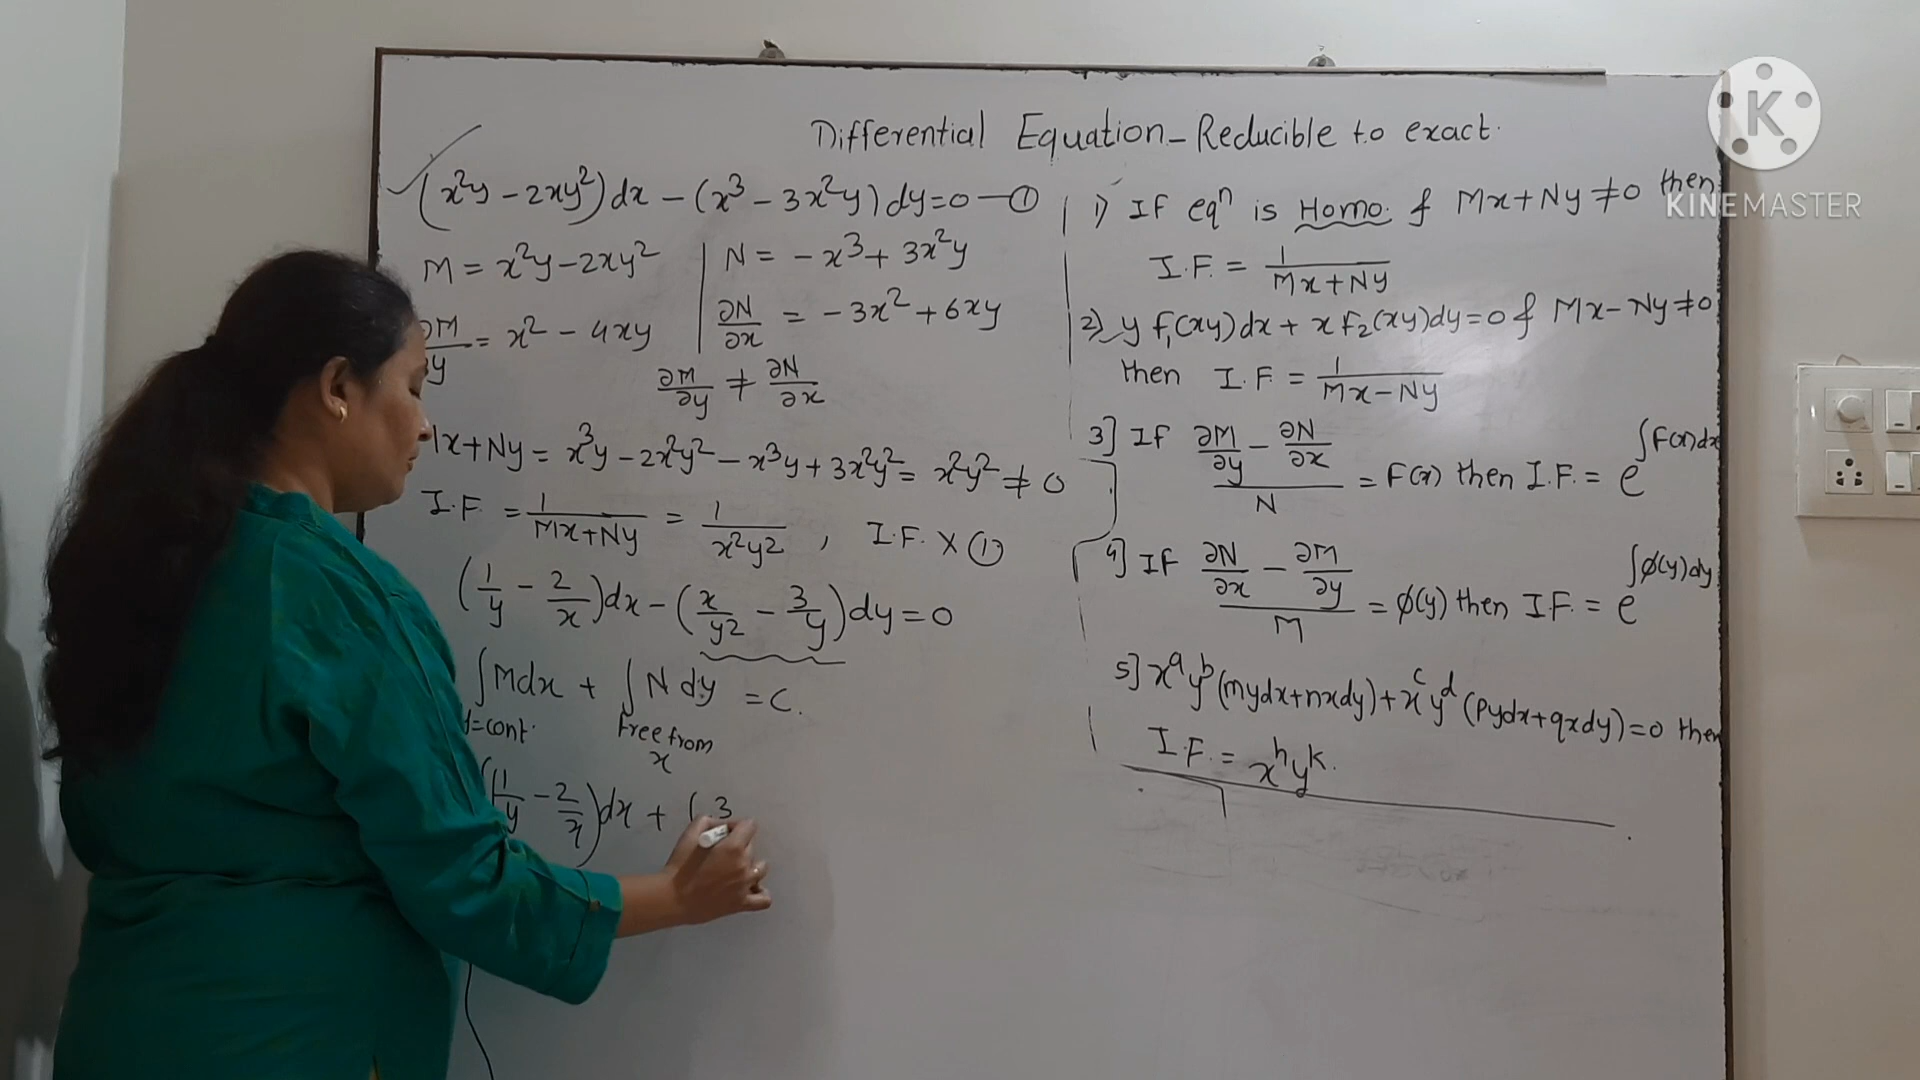 Differential Equation - Reducible to exact.
(x²y - 2xy²)dx - (x³ - 3x²y)dy = 0 — ①
M = x²y - 2xy² | N = -x³ + 3x²y
∂M/∂y = x² - 4xy | ∂N/∂x = -3x² + 6xy
∂M/∂y ≠ ∂N/∂x
Mx + Ny = x³y - 2x²y² - x³y + 3x²y² = x²y² ≠ 0
I.F. = 1/(Mx+Ny) = 1/(x²y²) , I.F. × ①
(1/y - 2/x)dx - (x/y² - 3/y)dy = 0
∫Mdx + ∫N dy = C.
y=cont. Free from
x
∫(1/y - 2/x)dx + ( 3
1) If eqⁿ is Homo. & Mx + Ny ≠ 0 then
I.F. = 1/(Mx+Ny)
2) y f₁(xy)dx + x f₂(xy)dy = 0 & Mx - Ny ≠ 0
then I.F. = 1/(Mx-Ny)
3] If (∂M/∂y - ∂N/∂x)/N = F(x) then I.F. = e^∫F(x)dx
4] If (∂N/∂x - ∂M/∂y)/M = ϕ(y) then I.F. = e^∫ϕ(y)dy
5] xᵃyᵇ(mydx+nxdy) + xᶜyᵈ(pydx+qxdy)=0 then
I.F. = xʰyᵏ.
K
KINEMASTER